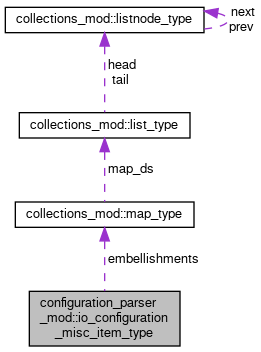 collections_mod::listnode_type
next
prev
head
tail
collections_mod::list_type
map_ds
collections_mod::map_type
embellishments
configuration_parser
_mod::io_configuration
_misc_item_type